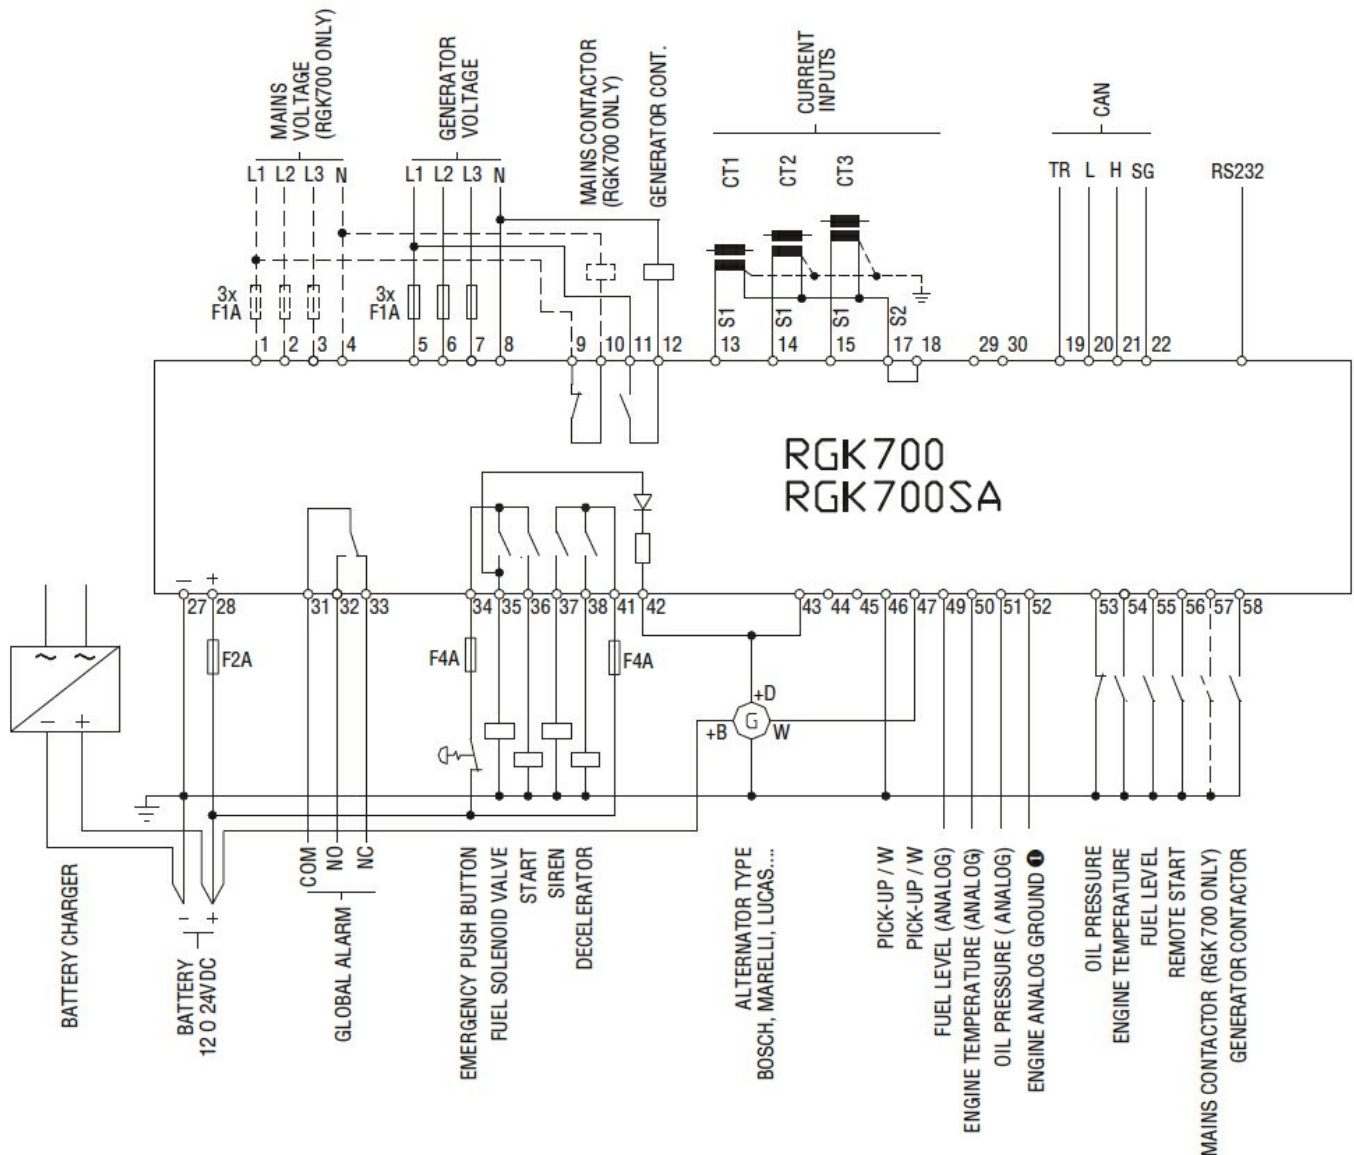 MAINS
VOLTAGE
(RGK700 ONLY)
GENERATOR
VOLTAGE
MAINS CONTACTOR
(RGK700 ONLY)
GENERATOR CONT.
CURRENT
INPUTS
CAN
CT1
CT2
CT3
L1 L2 L3 N
L1 L2 L3 N
TR L H SG
RS232
3x
F1A
3x
F1A
S1
S1
S1
S2
1 2 3 4 5 6 7 8 9 10 11 12 13 14 15 17 18 29 30 19 20 21 22
RGK700
RGK700SA
− +
27 28 31 32 33 34 35 36 37 38 41 42 43 44 45 46 47 49 50 51 52 53 54 55 56 57 58
~ ~
− +
F2A
F4A
F4A
+D
+B
G
W
BATTERY CHARGER
- +
BATTERY
12 O 24VDC
COM
NO
NC
GLOBAL ALARM
EMERGENCY PUSH BUTTON
FUEL SOLENOID VALVE
START
SIREN
DECELERATOR
ALTERNATOR TYPE
BOSCH, MARELLI, LUCAS....
PICK-UP / W
PICK-UP / W
FUEL LEVEL (ANALOG)
ENGINE TEMPERATURE (ANALOG)
OIL PRESSURE ( ANALOG)
ENGINE ANALOG GROUND ❶
OIL PRESSURE
ENGINE TEMPERATURE
FUEL LEVEL
REMOTE START
MAINS CONTACTOR (RGK 700 ONLY)
GENERATOR CONTACTOR